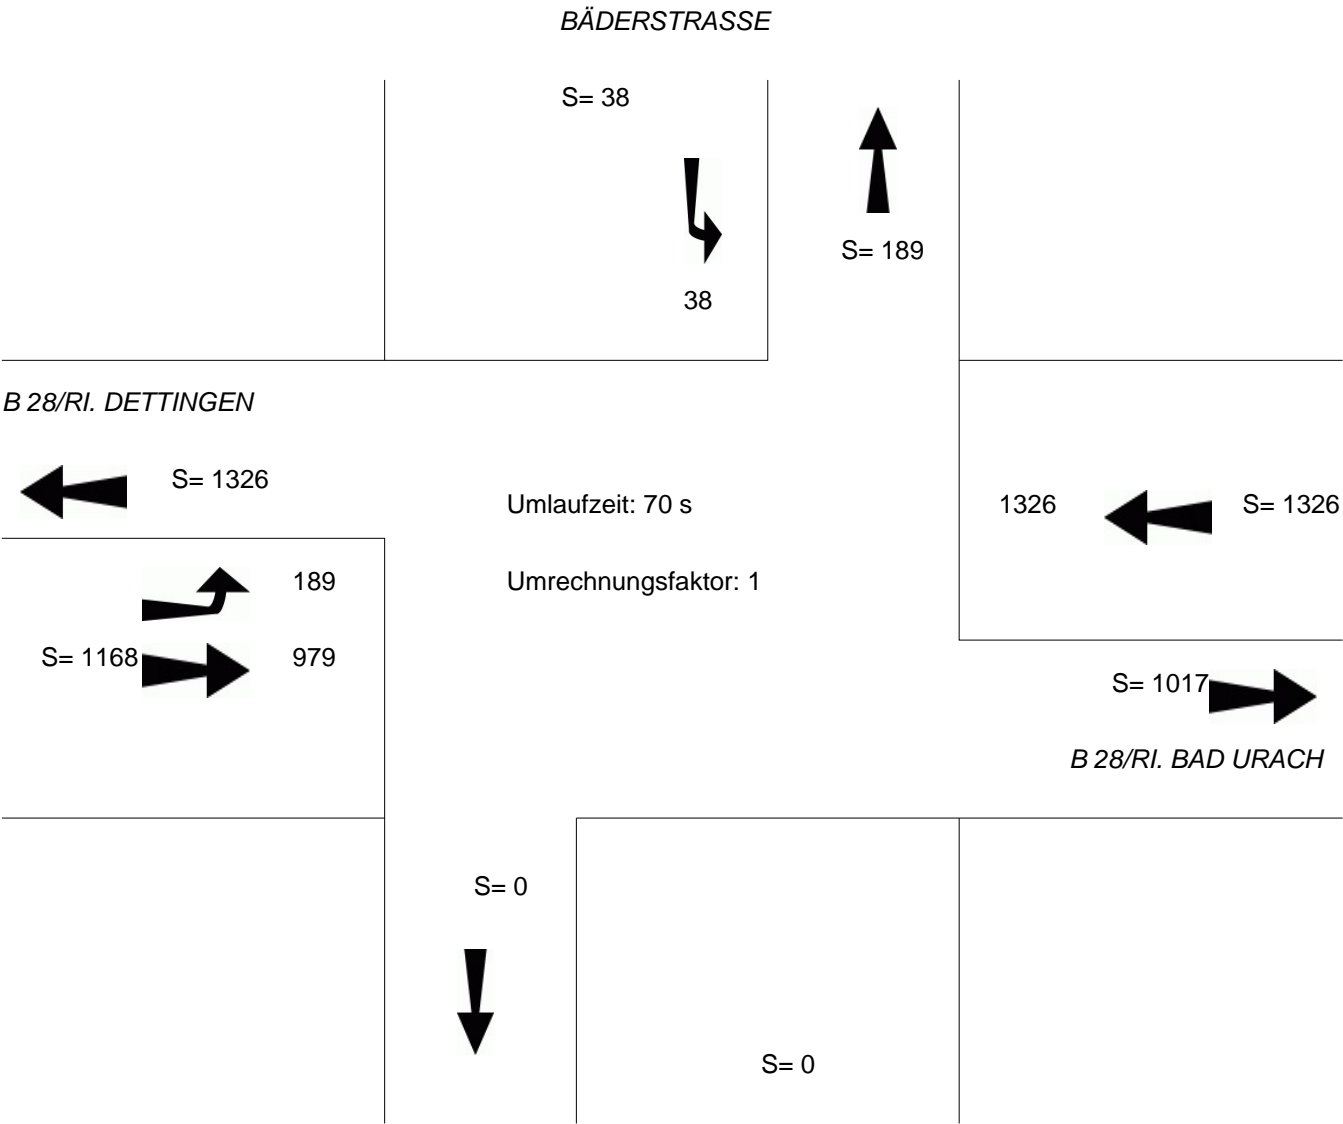 BÄDERSTRASSE
S= 38
S= 189
38
B 28/RI. DETTINGEN
S= 1326
Umlaufzeit: 70 s
1326
S= 1326
189
Umrechnungsfaktor: 1
S= 1168
979
S= 1017
B 28/RI. BAD URACH
S= 0
S= 0